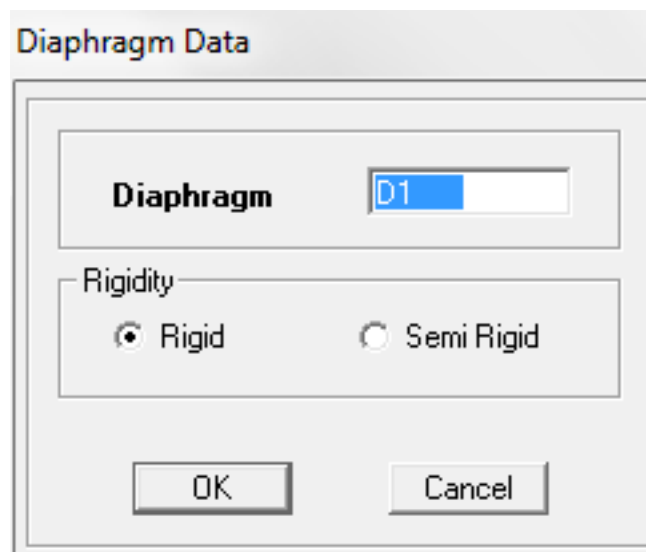 Diaphragm Data
Diaphragm D1
Rigidity
Rigid Semi Rigid
OK Cancel